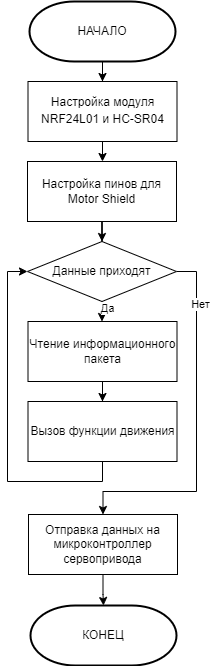 НАЧАЛО
Настройка модуля
NRF24L01 и HC-SR04
Настройка пинов для
Motor Shield
Данные приходят
Да
Нет
Чтение информационного
пакета
Вызов функции движения
Отправка данных на
микроконтроллер
сервопривода
КОНЕЦ